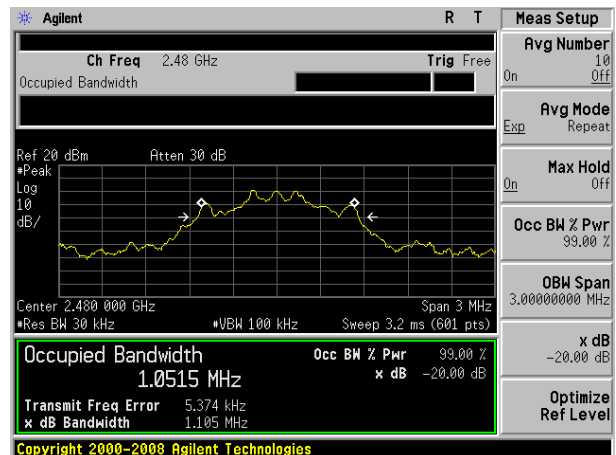 Agilent R T Meas Setup
Ch Freq 2.48 GHz Trig Free
Occupied Bandwidth
Avg Number
10
On Off
Avg Mode
Exp Repeat
Max Hold
On Off
Occ BW % Pwr
99.00 %
OBW Span
3.00000000 MHz
x dB
-20.00 dB
Optimize
Ref Level
Ref 20 dBm Atten 30 dB
#Peak
Log
10
dB/
Center 2.480 000 GHz Span 3 MHz
#Res BW 30 kHz #VBW 100 kHz Sweep 3.2 ms (601 pts)
Occupied Bandwidth Occ BW % Pwr 99.00 %
1.0515 MHz x dB -20.00 dB
Transmit Freq Error 5.374 kHz
x dB Bandwidth 1.105 MHz
Copyright 2000-2008 Agilent Technologies